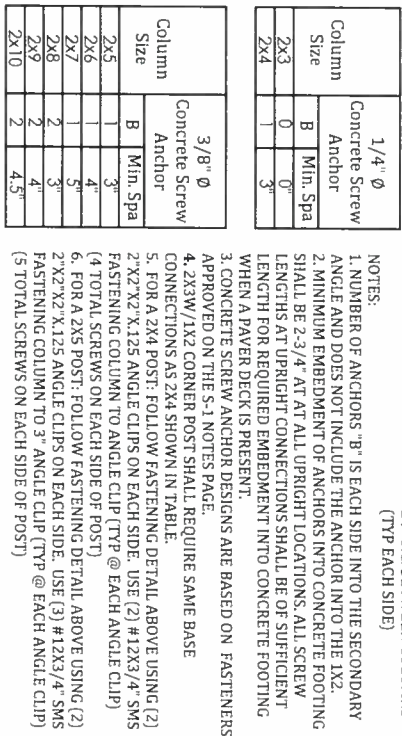 (TYP EACH SIDE)
Column Size
1/4" Ø
Concrete Screw
Anchor
B Min. Spa
2x3 0 0"
2x4 1 3"
Column Size
3/8" Ø
Concrete Screw
Anchor
B Min. Spa
2x5 1 3"
2x6 1 4"
2x7 1 5"
2x8 2 3"
2x9 2 4"
2x10 2 4.5"
NOTES:
1. NUMBER OF ANCHORS "B" IS EACH SIDE INTO THE SECONDARY
ANGLE AND DOES NOT INCLUDE THE ANCHOR INTO THE 1X2.
2. MINIMUM EMBEDMENT OF ANCHORS INTO CONCRETE FOOTING
SHALL BE 2-3/4" AT AT ALL UPRIGHT LOCATIONS. ALL SCREW
LENGTHS AT UPRIGHT CONNECTIONS SHALL BE OF SUFFICIENT
LENGTH FOR REQUIRED EMBEDMENT INTO CONCRETE FOOTING
WHEN A PAVER DECK IS PRESENT.
3. CONCRETE SCREW ANCHOR DESIGNS ARE BASED ON FASTENERS
APPROVED ON THE S-1 NOTES PAGE.
4. 2X3W/1X2 CORNER POST SHALL REQUIRE SAME BASE
CONNECTIONS AS 2X4 SHOWN IN TABLE.
5. FOR A 2X4 POST: FOLLOW FASTENING DETAIL ABOVE USING (2)
2"X2"X2"X.125 ANGLE CLIPS ON EACH SIDE. USE (2) #12X3/4" SMS
FASTENING COLUMN TO ANGLE CLIP (TYP @ EACH ANGLE CLIP)
(4 TOTAL SCREWS ON EACH SIDE OF POST)
6. FOR A 2X5 POST: FOLLOW FASTENING DETAIL ABOVE USING (2)
2"X2"X2"X.125 ANGLE CLIPS ON EACH SIDE. USE (3) #12X3/4" SMS
FASTENING COLUMN TO 3" ANGLE CLIP (TYP @ EACH ANGLE CLIP)
(5 TOTAL SCREWS ON EACH SIDE OF POST)